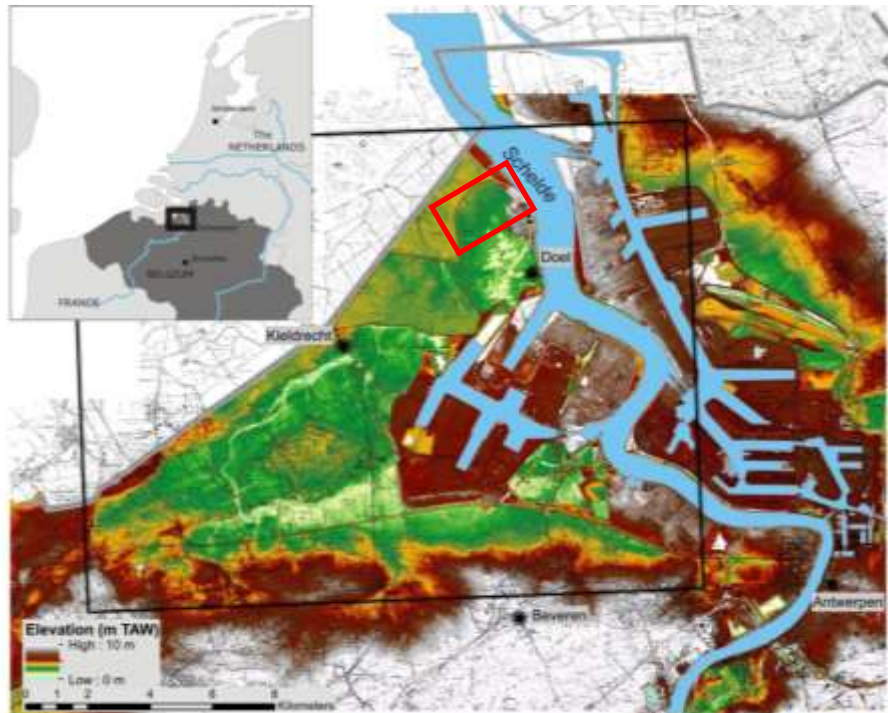 Amsterdam
The
NETHERLANDS
BELGIUM
FRANCE
Schelde
Doel
Kieldrecht
Antwerpen
Beveren
Elevation (m TAW)
High : 10 m
Low : 0 m
0 1 2 4 6 8
Kilometers